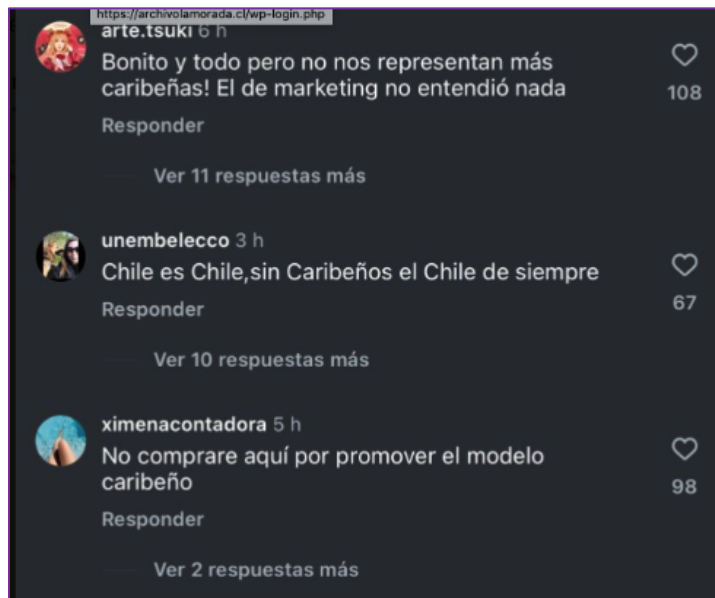 https://archivolamorada.cl/wp-login.php
arte.tsuki 6 h
Bonito y todo pero no nos representan más
caribeñas! El de marketing no entendió nada
108
Responder
Ver 11 respuestas más
unembelecco 3 h
Chile es Chile,sin Caribeños el Chile de siempre
67
Responder
Ver 10 respuestas más
ximenacontadora 5 h
No comprare aquí por promover el modelo
caribeño
98
Responder
Ver 2 respuestas más